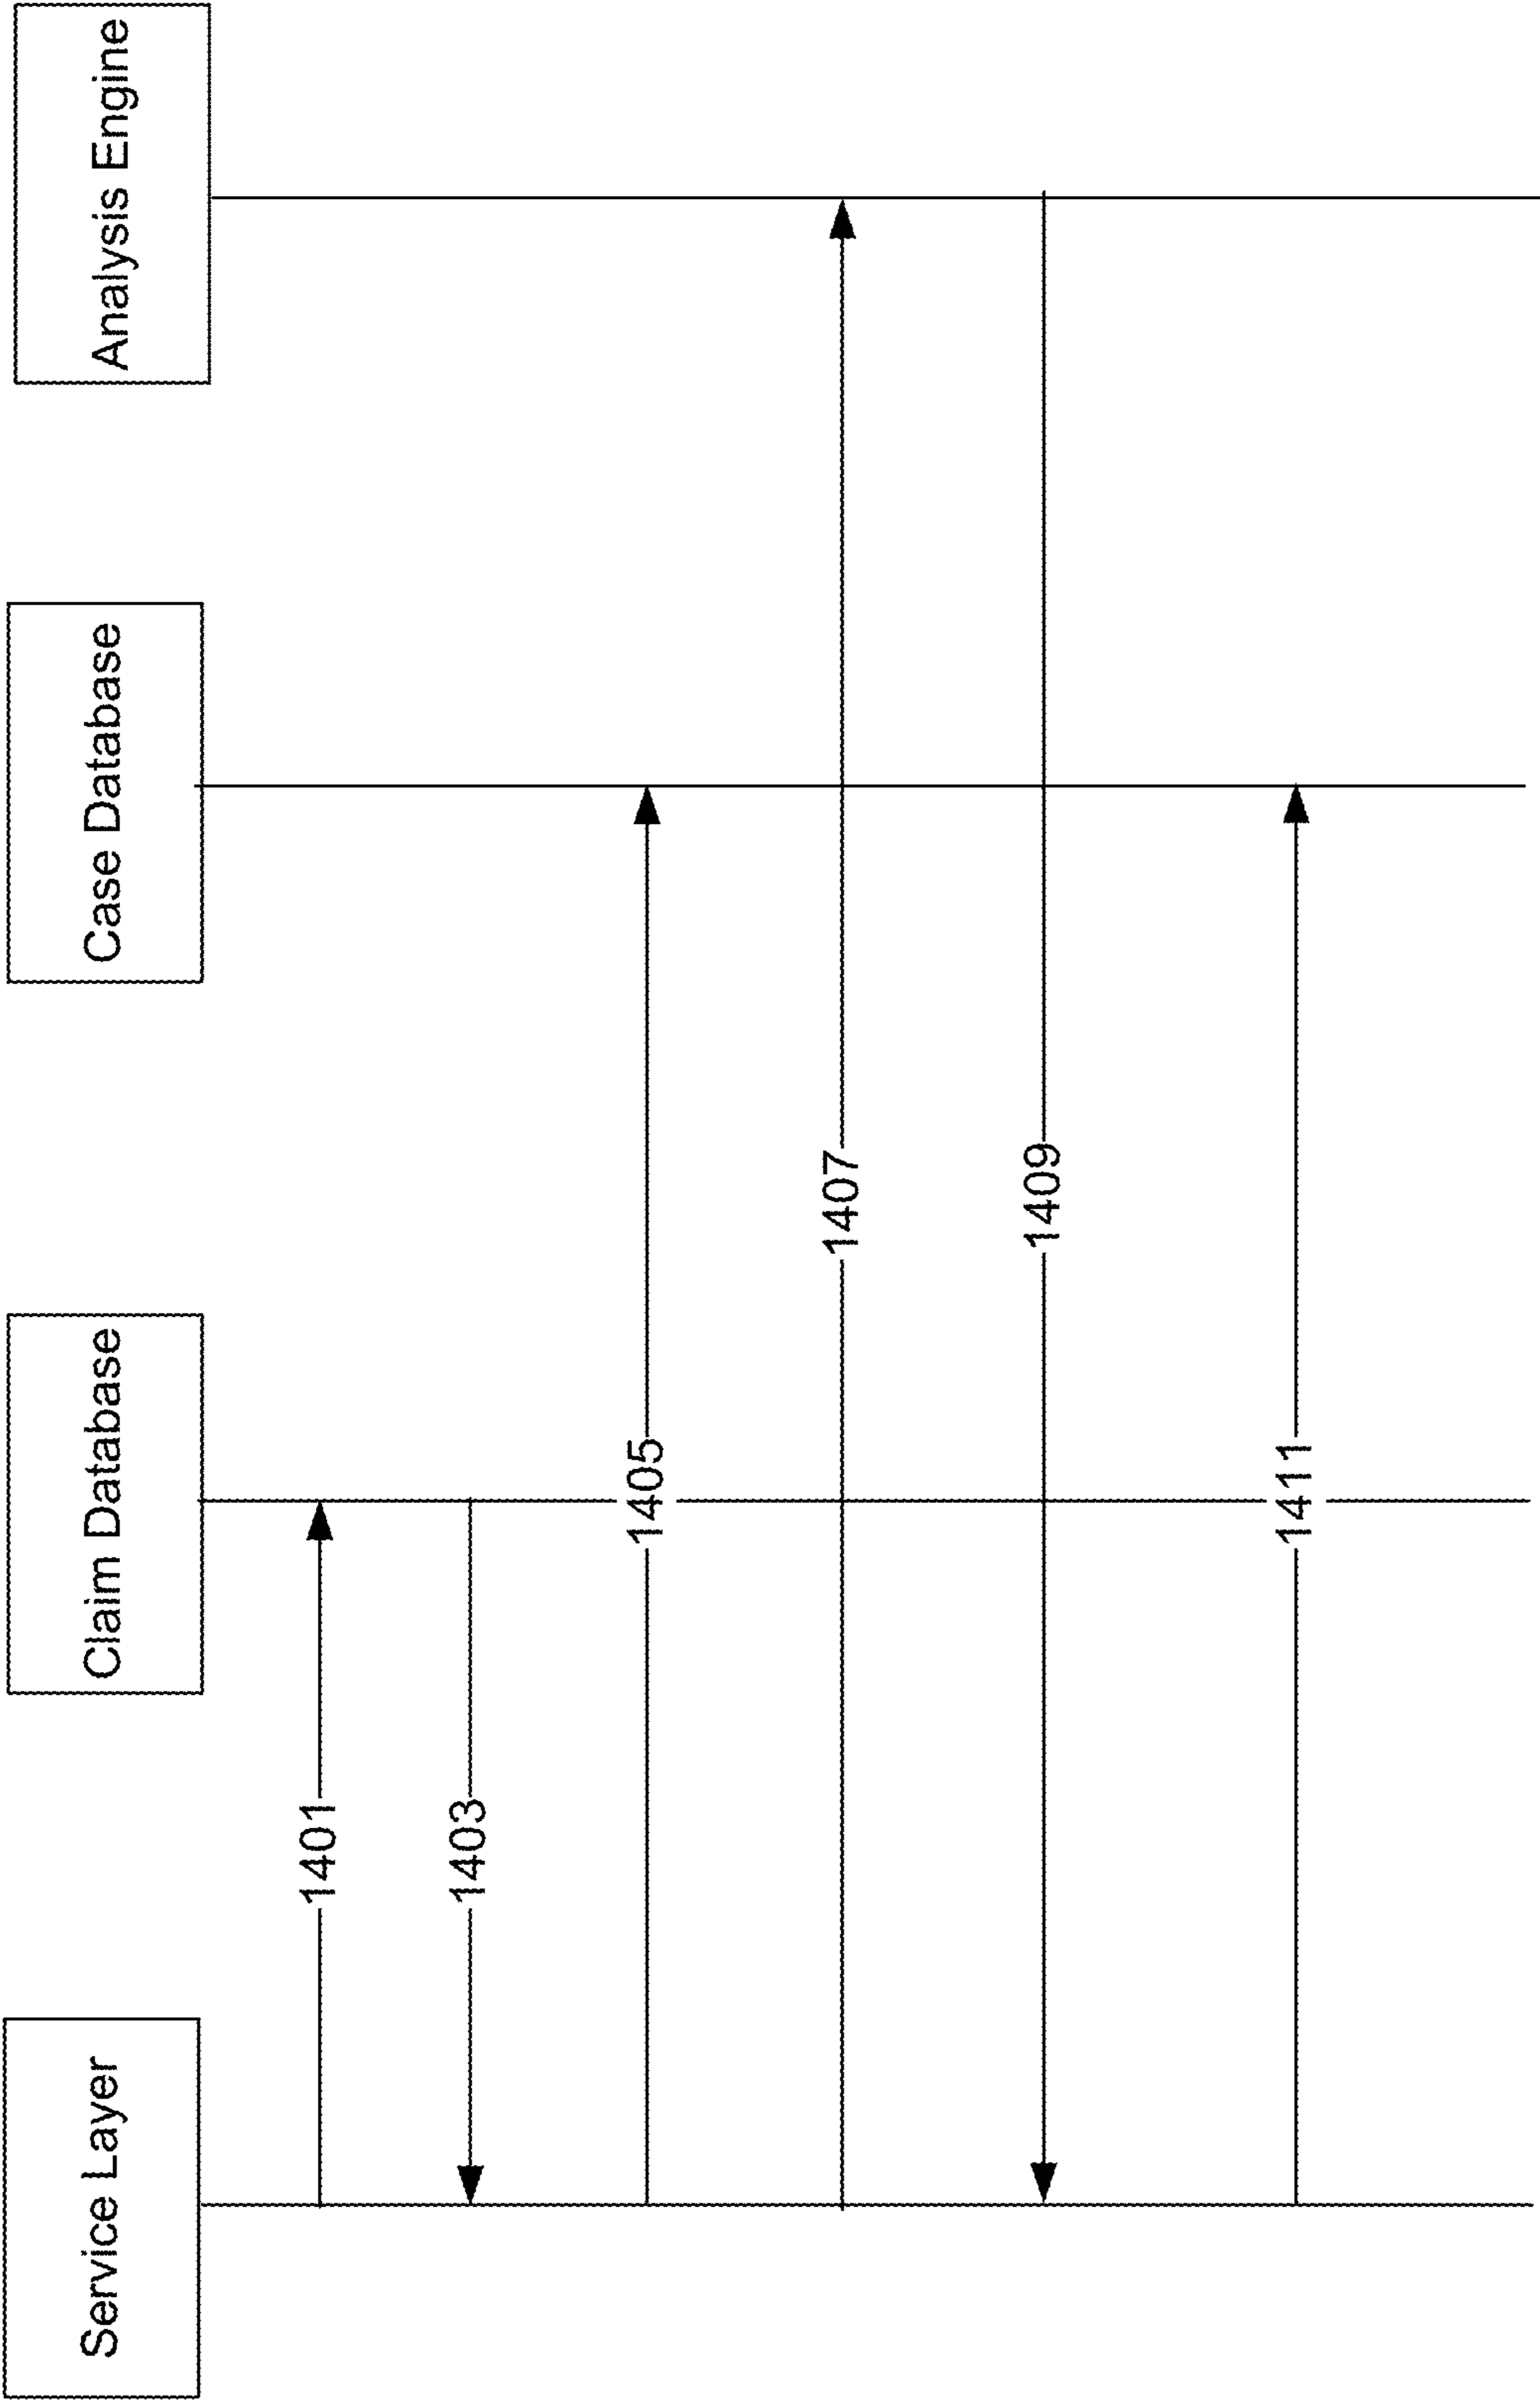 Service Layer
Claim Database
Case Database
Analysis Engine
1401
1403
1405
1407
1409
1411